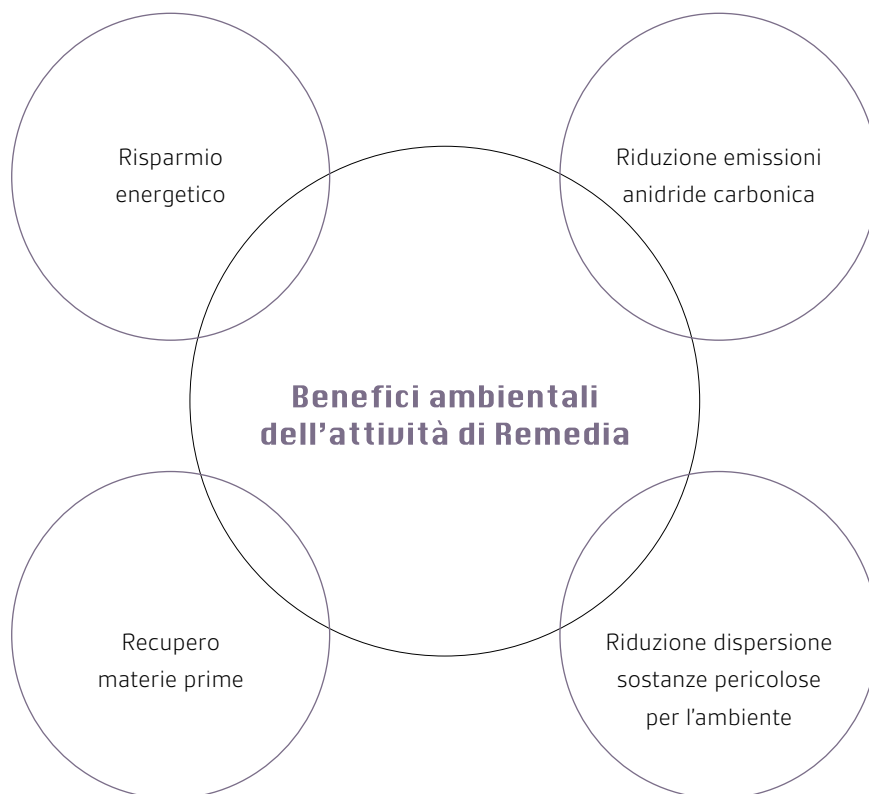 Risparmio
energetico
Riduzione emissioni
anidride carbonica
Benefici ambientali
dell'attività di Remedia
Recupero
materie prime
Riduzione dispersione
sostanze pericolose
per l'ambiente